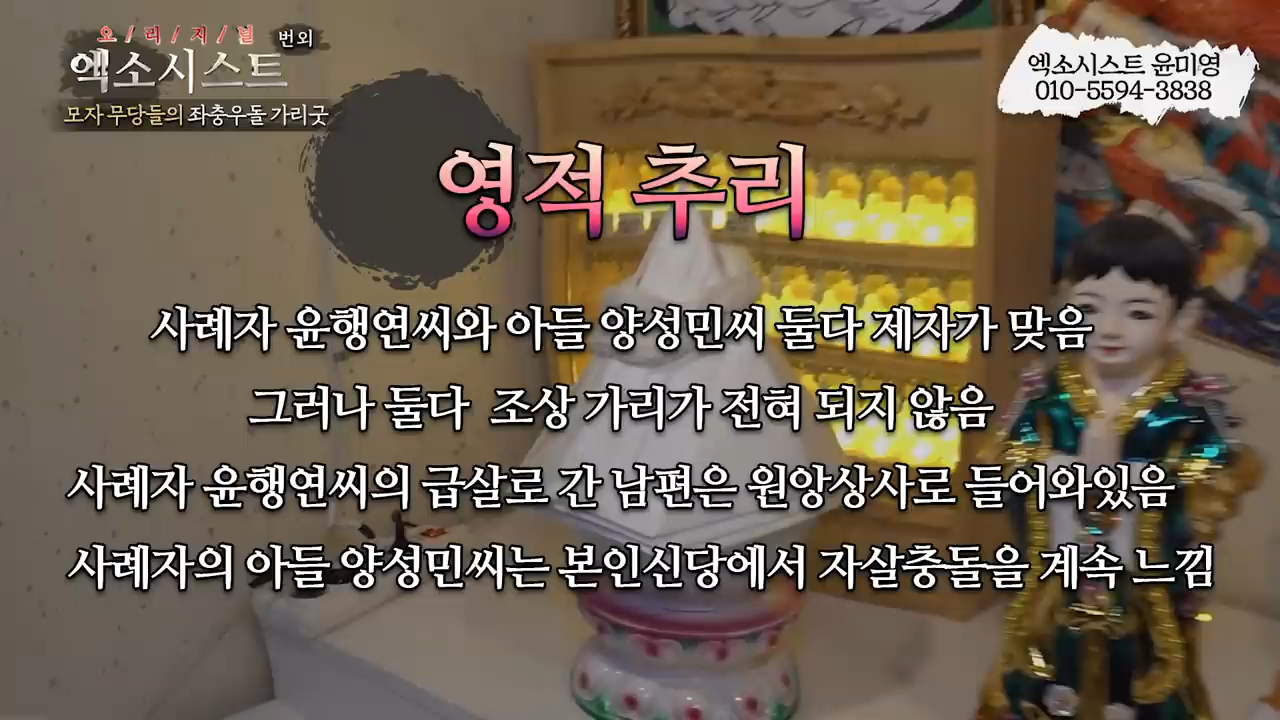 오/리/지/널 번외
엑소시스트
모자 무당들의 좌충우돌 가리굿
엑소시스트 윤미영
010-5594-3838
영적 추리
사례자 윤행연씨와 아들 양성민씨 둘다 제자가 맞음
그러나 둘다 조상 가리가 전혀 되지 않음
사례자 윤행연씨의 급살로 간 남편은 원앙상사로 들어와있음
사례자의 아들 양성민씨는 본인신당에서 자살충돌을 계속 느낌